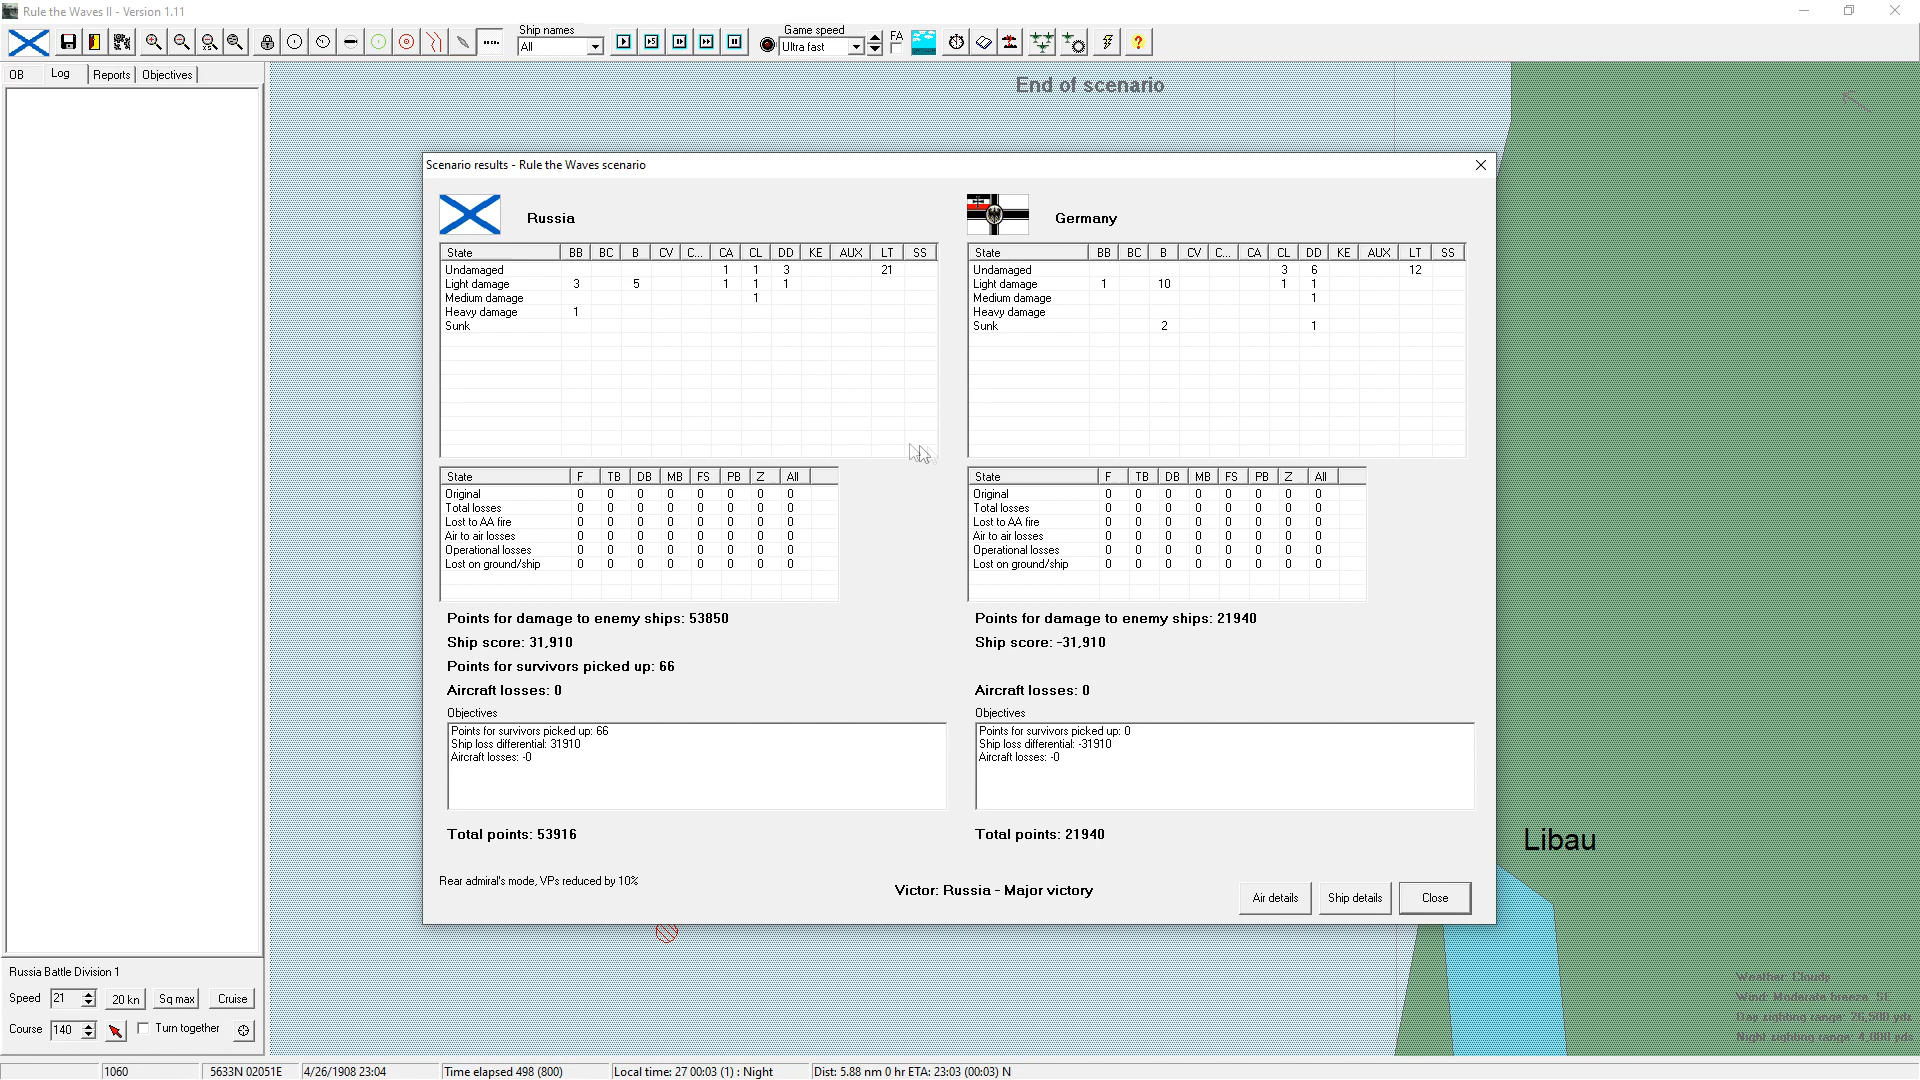 Rule the Waves II - Version 1.11
Ship names
All
Game speed
Ultra fast
FA
OB Log Reports Objectives
End of scenario
Scenario results - Rule the Waves scenario
Russia
Germany
State BB BC B CV C... CA CL DD KE AUX LT SS
Undamaged 1 1 3 21
Light damage 3 5 1 1 1
Medium damage 1
Heavy damage 1
Sunk
State BB BC B CV C... CA CL DD KE AUX LT SS
Undamaged 3 6 12
Light damage 1 10 1 1
Medium damage 1
Heavy damage
Sunk 2 1
State F TB DB MB FS PB Z All
Original 0 0 0 0 0 0 0 0
Total losses 0 0 0 0 0 0 0 0
Lost to AA fire 0 0 0 0 0 0 0 0
Air to air losses 0 0 0 0 0 0 0 0
Operational losses 0 0 0 0 0 0 0 0
Lost on ground/ship 0 0 0 0 0 0 0 0
State F TB DB MB FS PB Z All
Original 0 0 0 0 0 0 0 0
Total losses 0 0 0 0 0 0 0 0
Lost to AA fire 0 0 0 0 0 0 0 0
Air to air losses 0 0 0 0 0 0 0 0
Operational losses 0 0 0 0 0 0 0 0
Lost on ground/ship 0 0 0 0 0 0 0 0
Points for damage to enemy ships: 53850
Ship score: 31,910
Points for survivors picked up: 66
Aircraft losses: 0
Objectives
Points for survivors picked up: 66
Ship loss differential: 31910
Aircraft losses: -0
Total points: 53916
Points for damage to enemy ships: 21940
Ship score: -31,910
Aircraft losses: 0
Objectives
Points for survivors picked up: 0
Ship loss differential: -31910
Aircraft losses: -0
Total points: 21940
Rear admiral's mode, VPs reduced by 10%
Victor: Russia - Major victory
Air details
Ship details
Close
Libau
Weather: Cloudy
Wind: Moderate breeze SE
Day sighting range: 26,500 yds
Night sighting range: 4,000 yds
Russia Battle Division 1
Speed 21 20 kn Sq max Cruise
Course 140 Turn together
1060 5633N 02051E 4/26/1908 23:04 Time elapsed 498 (800) Local time: 27 00:03 (1) : Night Dist: 5.88 nm 0 hr ETA: 23:03 (00:03) N